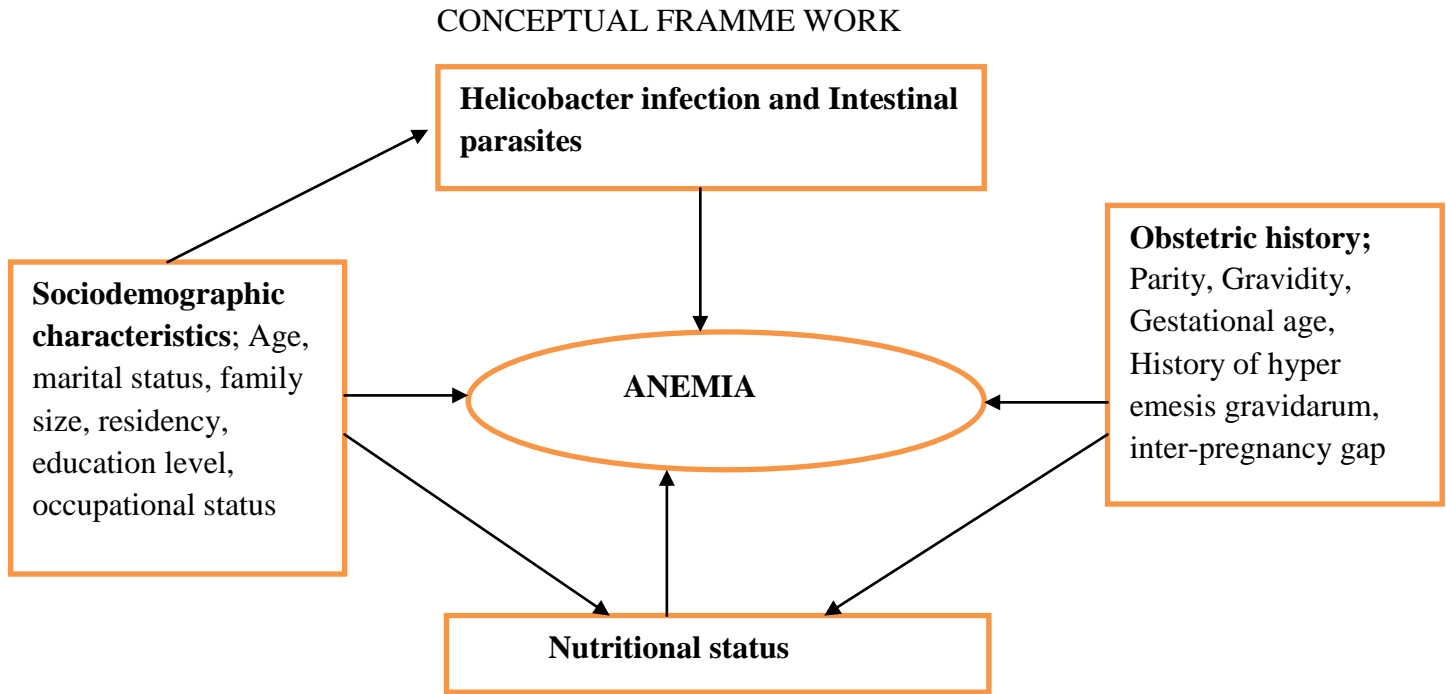 CONCEPTUAL FRAMME WORK
Helicobacter infection and Intestinal
parasites
Sociodemographic
characteristics; Age,
marital status, family
size, residency,
education level,
occupational status
ANEMIA
Obstetric history;
Parity, Gravidity,
Gestational age,
History of hyper
emesis gravidarum,
inter-pregnancy gap
Nutritional status